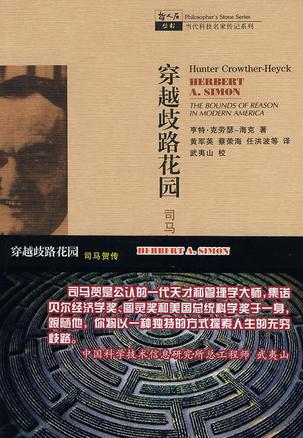 哲人石
丛书
Philosopher's Stone Series
当代科技名家传记系列
Hunter Crowther-Heyck
HERBERT
A. SIMON
THE BOUNDS OF REASON
IN MODERN AMERICA
穿越歧路花园
司马
亨特·克劳瑟-海克 著
黄军英 蔡荣海 任洪波等 译
武夷山 校
穿越歧路花园 司马贺传
HERBERT A. SIMON
司马贺是公认的一代天才和管理学大师,集诺
贝尔经济学奖、图灵奖和美国总统科学奖于一身,
跟随他,你将以一种独特的方式探索人生的无穷
歧路。
中国科学技术信息研究所总工程师 武夷山